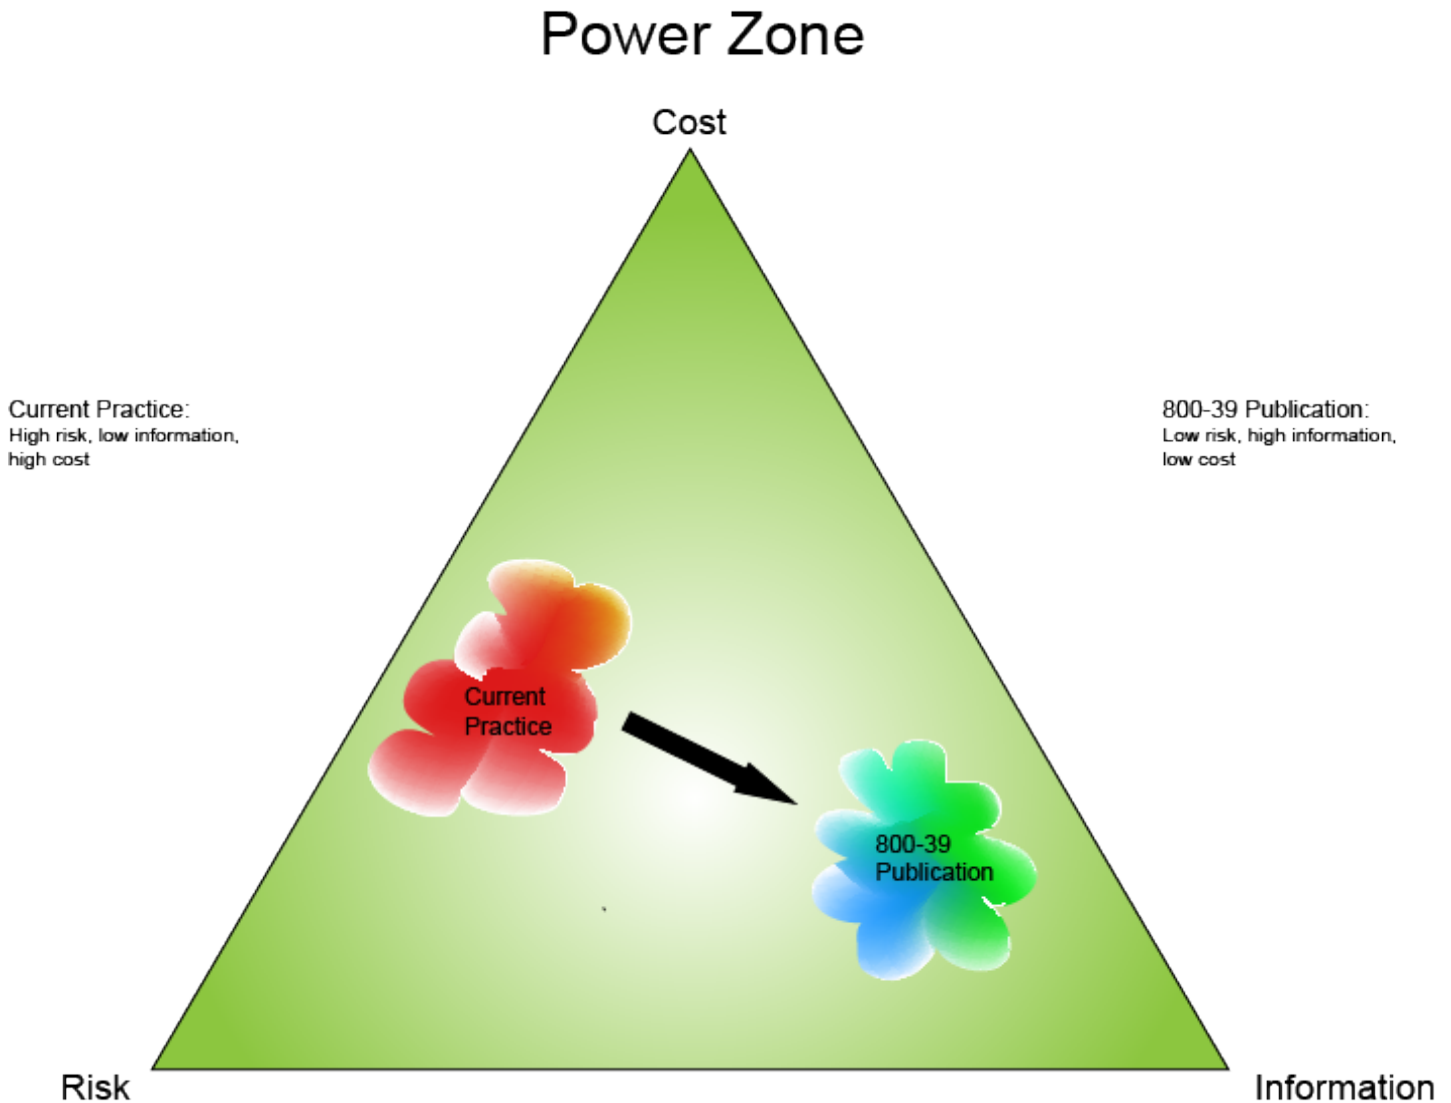 Power Zone
Cost
Current Practice:
High risk, low information,
high cost
800-39 Publication:
Low risk, high information,
low cost
Current
Practice
800-39
Publication
Risk
Information